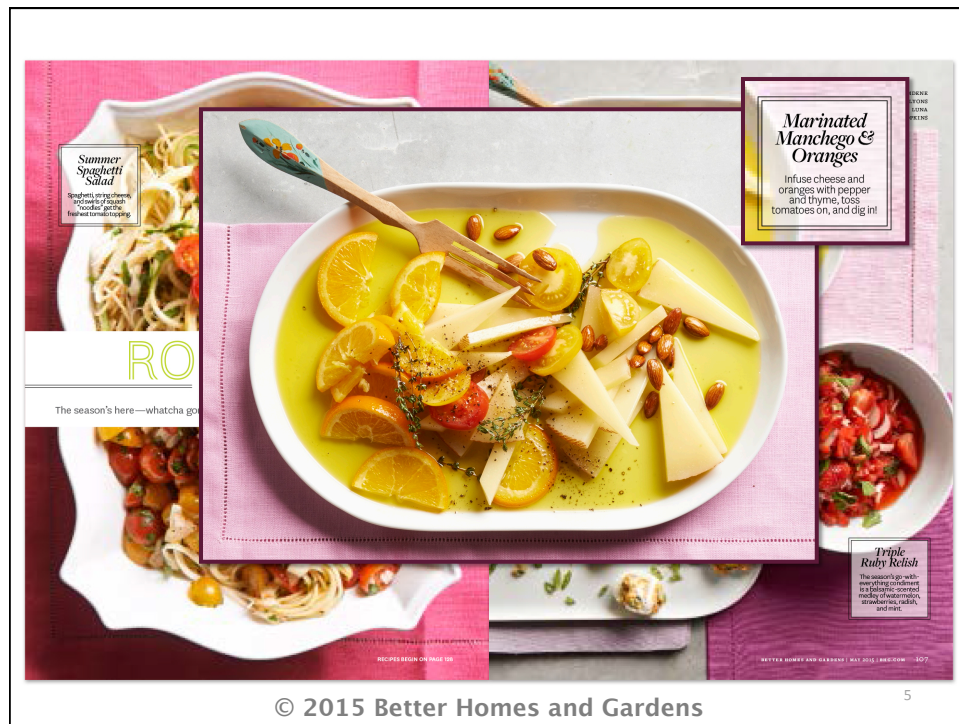 Summer
Spaghetti
Salad
Spaghetti, string cheese,
and swirls of squash
"noodles" get the
freshest tomato topping.
RO
The season's here—whatcha go
RECIPES BEGIN ON PAGE 128
Marinated
Manchego &
Oranges
Infuse cheese and
oranges with pepper
and thyme, toss
tomatoes on, and dig in!
LUNA
Triple
Ruby Relish
The season's go-with-
everything condiment
is a balsamic-scented
medley of watermelon,
strawberries, radish,
and mint.
BETTER HOMES AND GARDENS | MAY 2015 | BHG.COM 107
© 2015 Better Homes and Gardens
5